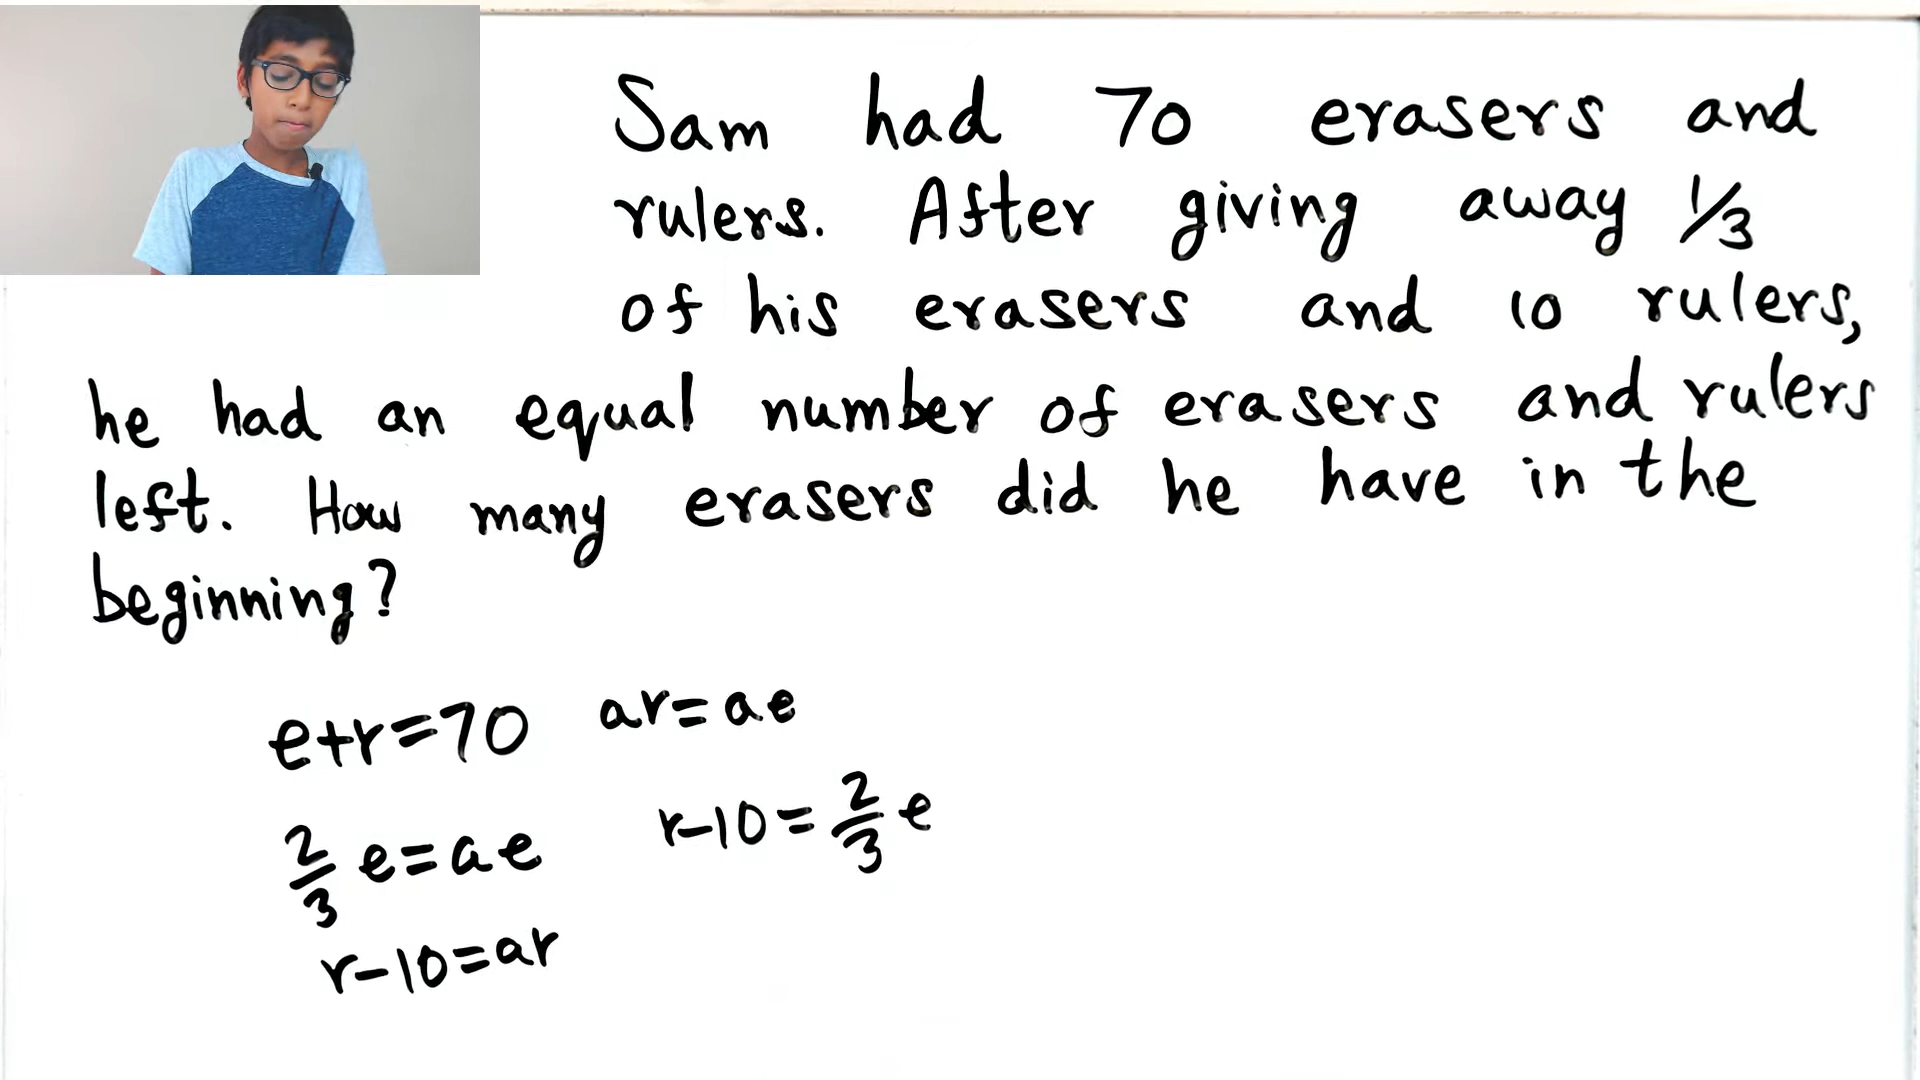 Sam had 70 erasers and
rulers. After giving away 1/3
of his erasers and 10 rulers,
he had an equal number of erasers and rulers
left. How many erasers did he have in the
beginning?
e+r=70 ar=ae
2/3 e=ae r-10=2/3 e
r-10=ar